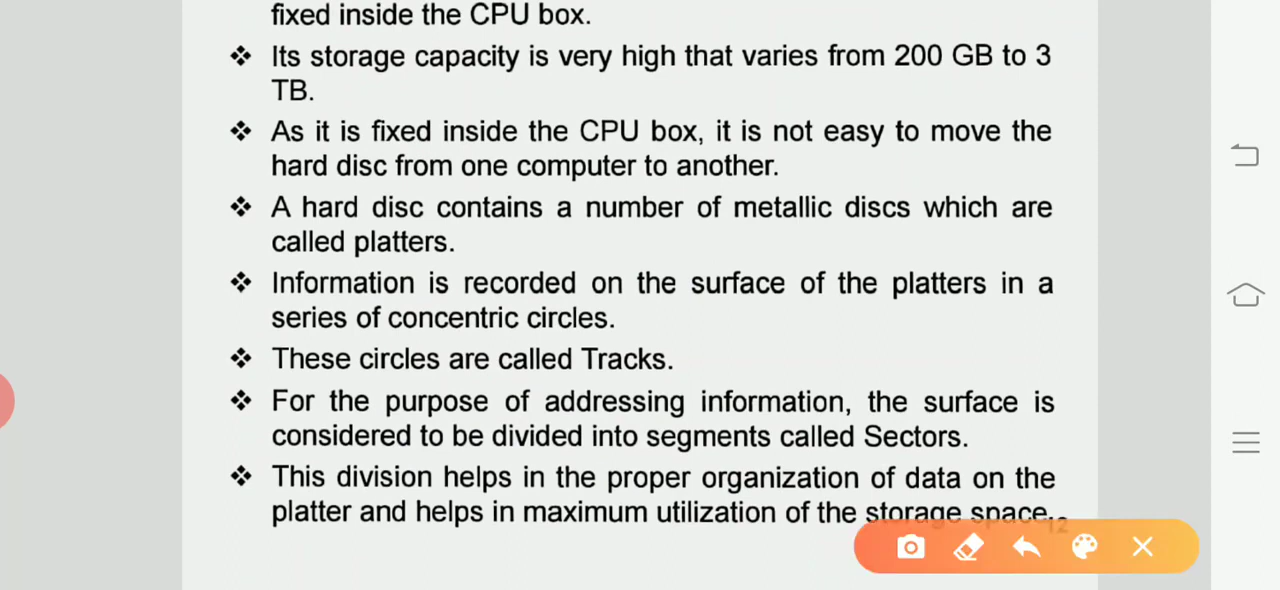 fixed inside the CPU box.
❖ Its storage capacity is very high that varies from 200 GB to 3
TB.
❖ As it is fixed inside the CPU box, it is not easy to move the
hard disc from one computer to another.
❖ A hard disc contains a number of metallic discs which are
called platters.
❖ Information is recorded on the surface of the platters in a
series of concentric circles.
❖ These circles are called Tracks.
❖ For the purpose of addressing information, the surface is
considered to be divided into segments called Sectors.
❖ This division helps in the proper organization of data on the
platter and helps in maximum utilization of the storage space.
12